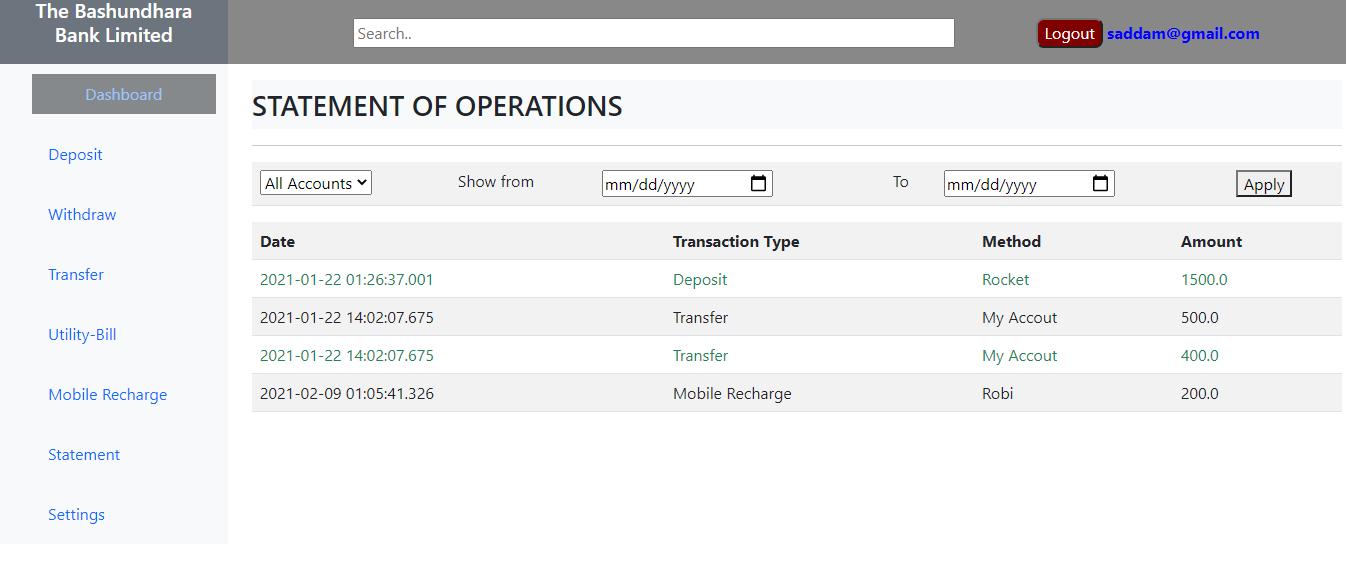 The Bashundhara
Bank Limited
Search..
Logout saddam@gmail.com
Dashboard
Deposit
Withdraw
Transfer
Utility-Bill
Mobile Recharge
Statement
Settings
STATEMENT OF OPERATIONS
All Accounts Show from mm/dd/yyyy To mm/dd/yyyy Apply
Date Transaction Type Method Amount
2021-01-22 01:26:37.001 Deposit Rocket 1500.0
2021-01-22 14:02:07.675 Transfer My Accout 500.0
2021-01-22 14:02:07.675 Transfer My Accout 400.0
2021-02-09 01:05:41.326 Mobile Recharge Robi 200.0